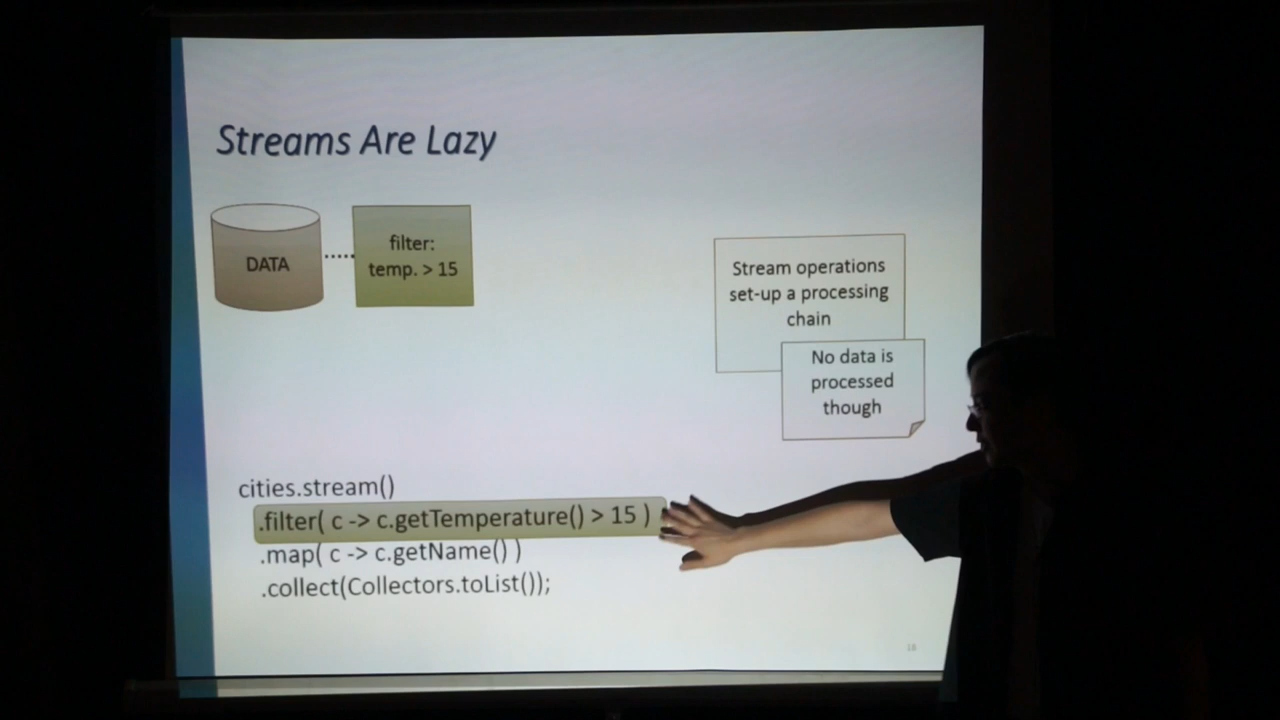 Streams Are Lazy
DATA
filter:
temp. > 15
Stream operations
set-up a processing
chain
No data is
processed
though
cities.stream()
.filter( c -> c.getTemperature() > 15 )
.map( c -> c.getName() )
.collect(Collectors.toList());
18